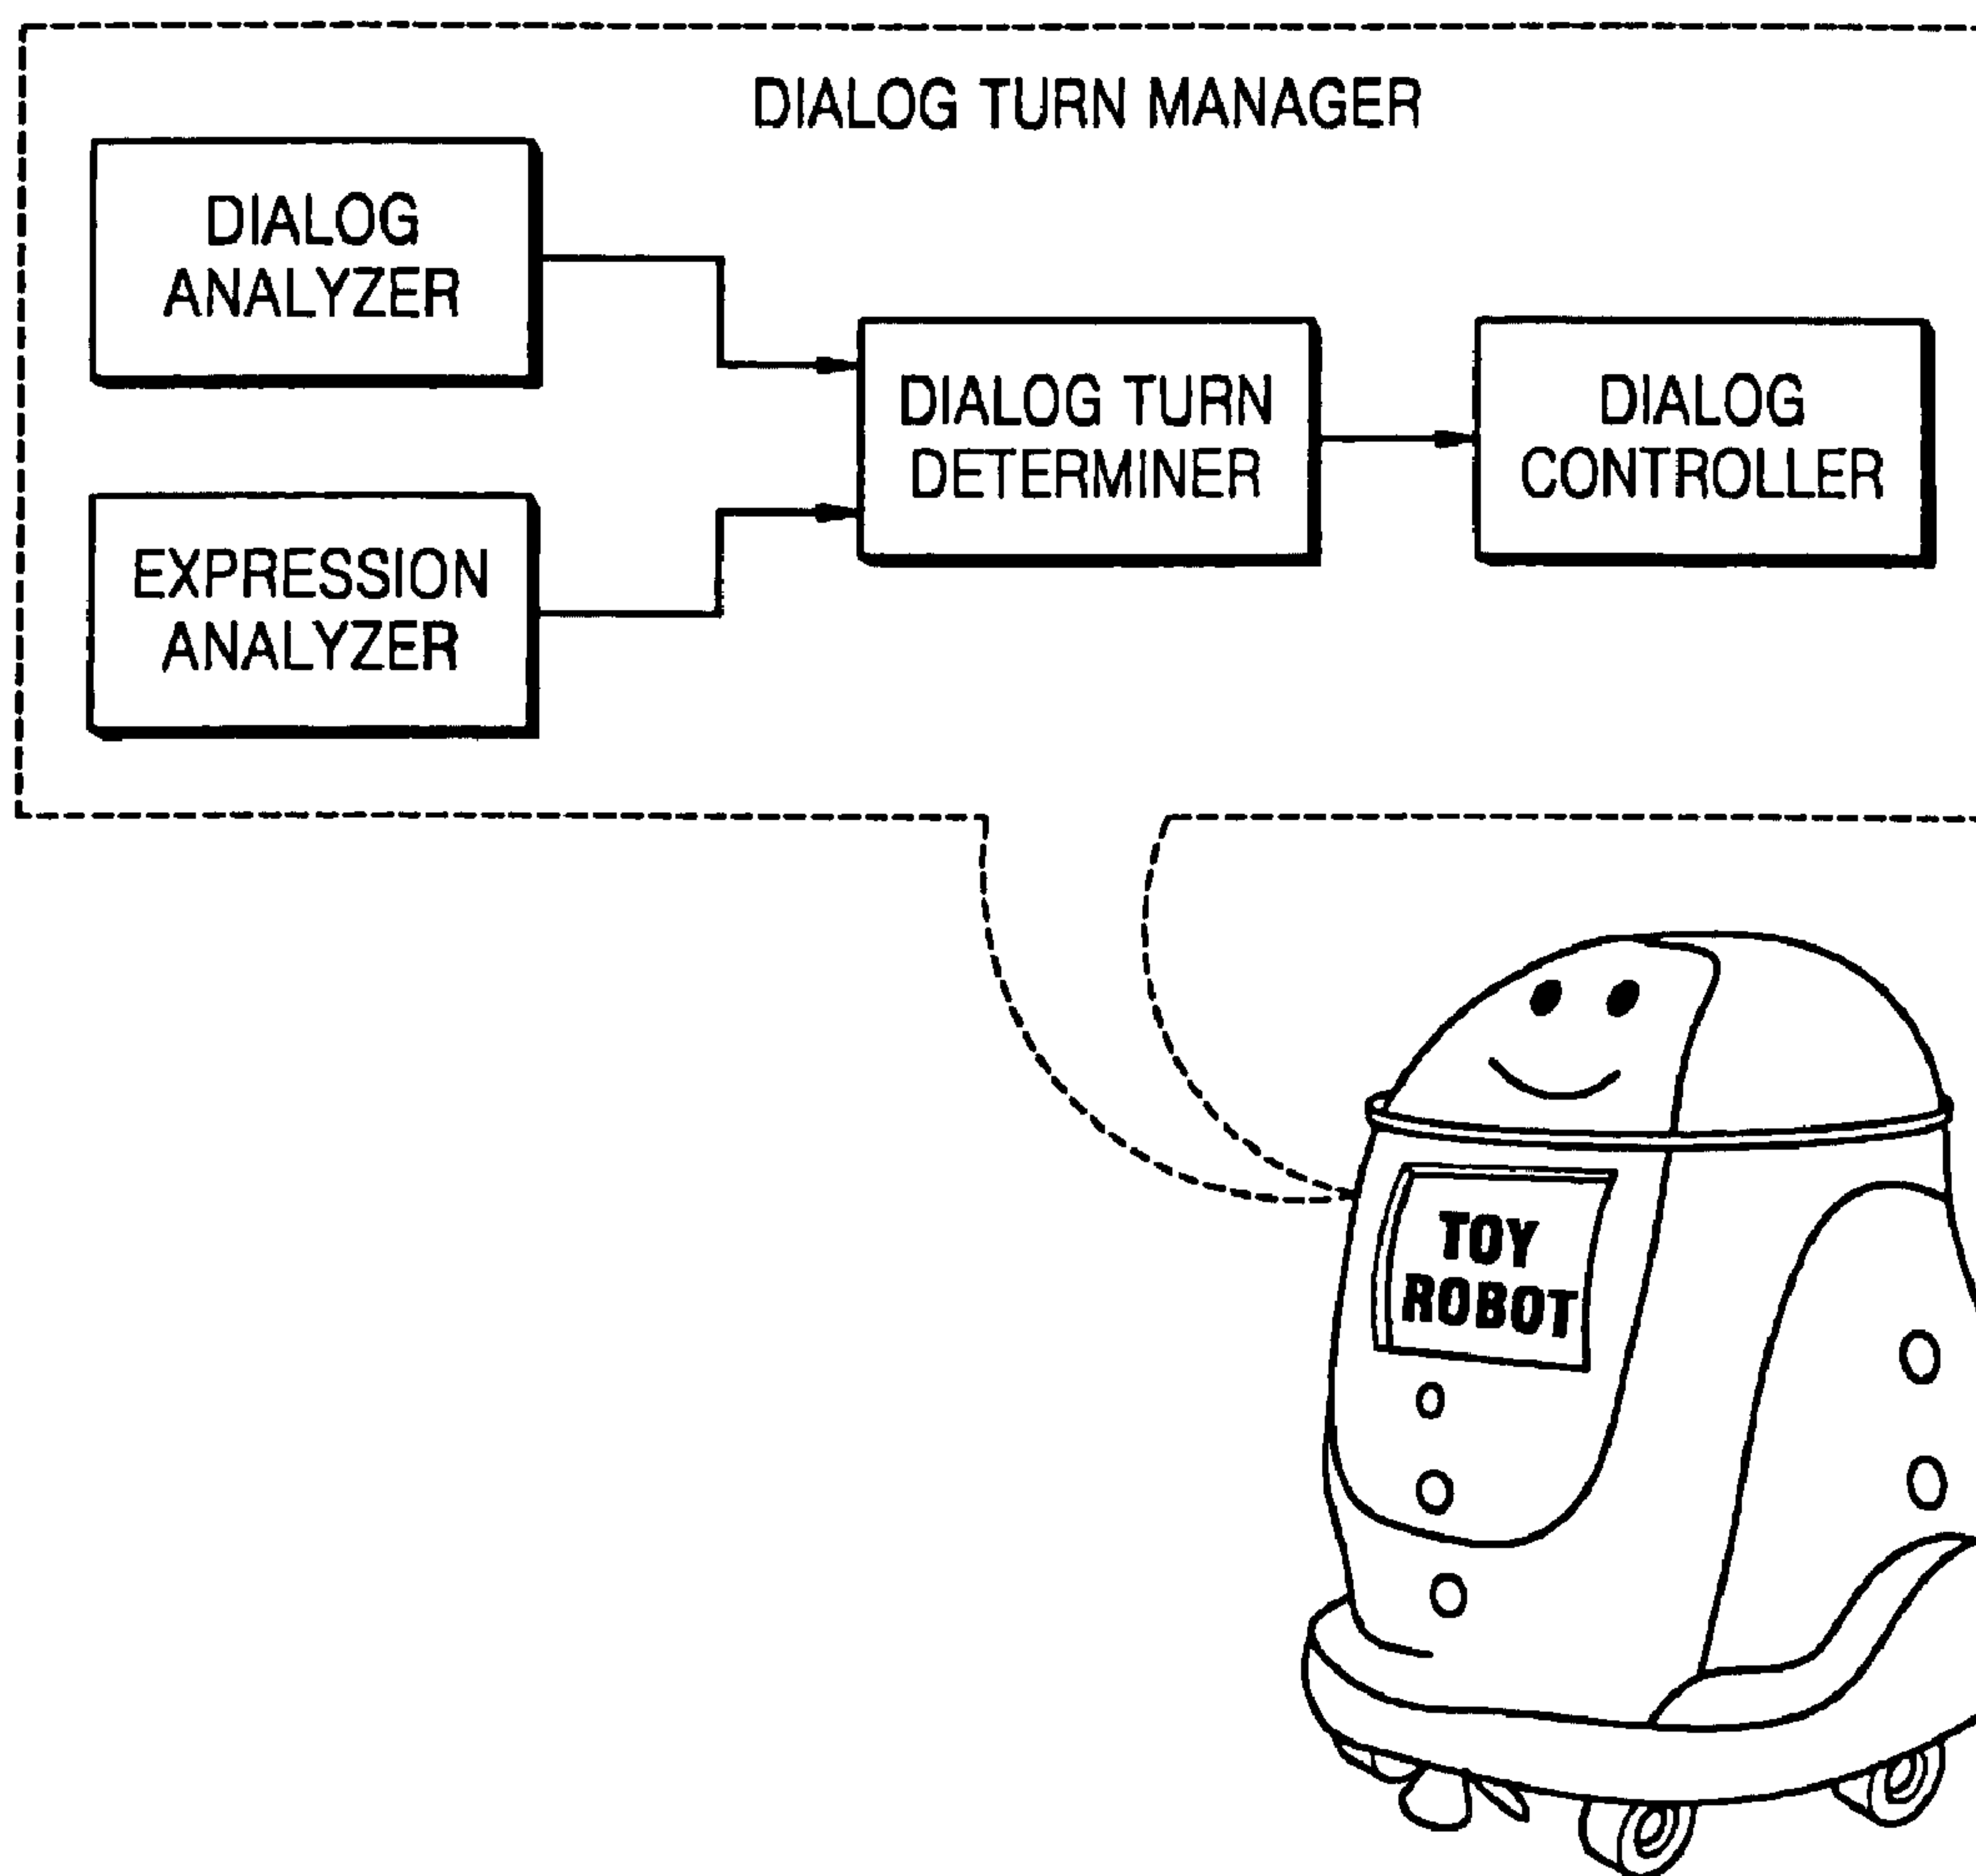 DIALOG TURN MANAGER
DIALOG
ANALYZER
EXPRESSION
ANALYZER
DIALOG TURN
DETERMINER
DIALOG
CONTROLLER
TOY
ROBOT